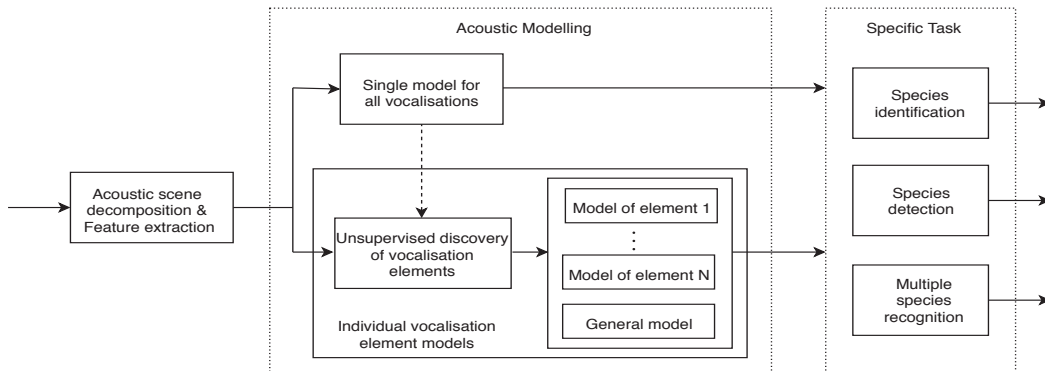 Acoustic Modelling
Specific Task
Single model for
all vocalisations
Species
identification
Acoustic scene
decomposition &
Feature extraction
Unsupervised discovery
of vocalisation
elements
Model of element 1
⋮
Model of element N
General model
Individual vocalisation
element models
Species
detection
Multiple
species
recognition